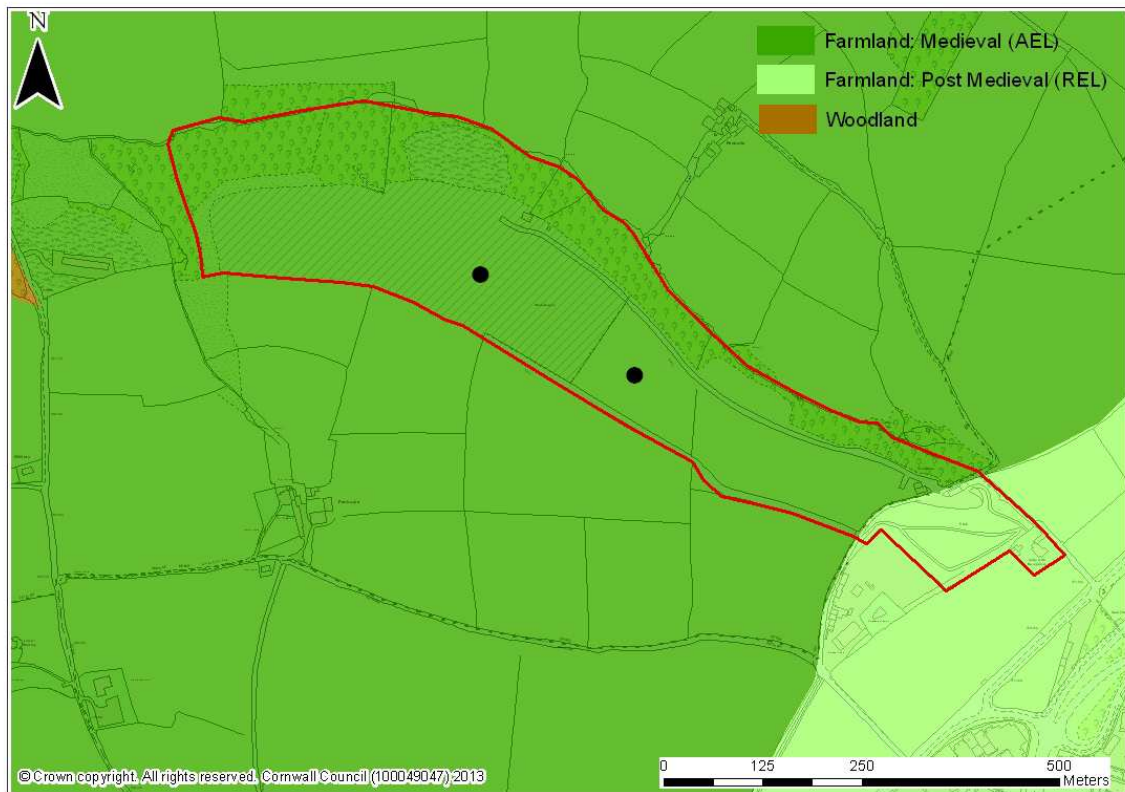 N
Farmland: Medieval (AEL)
Farmland: Post Medieval (REL)
Woodland
© Crown copyright. All rights reserved. Cornwall Council (100049047) 2013
0 125 250 500
Meters